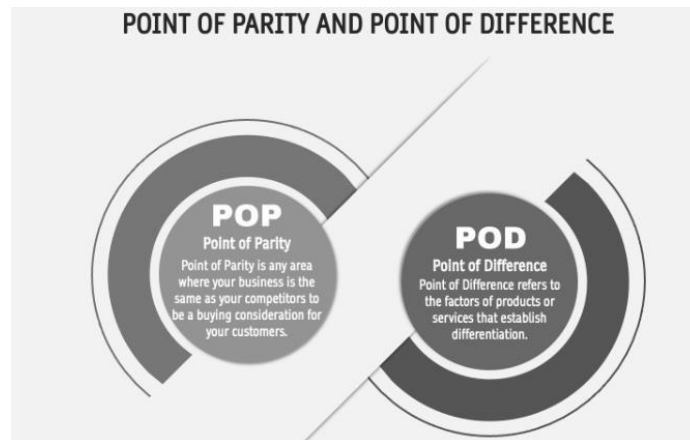 POINT OF PARITY AND POINT OF DIFFERENCE
POP
Point of Parity
Point of Parity is any area
where your business is the
same as your competitors to
be a buying consideration for
your customers.
POD
Point of Difference
Point of Difference refers to
the factors of products or
services that establish
differentiation.